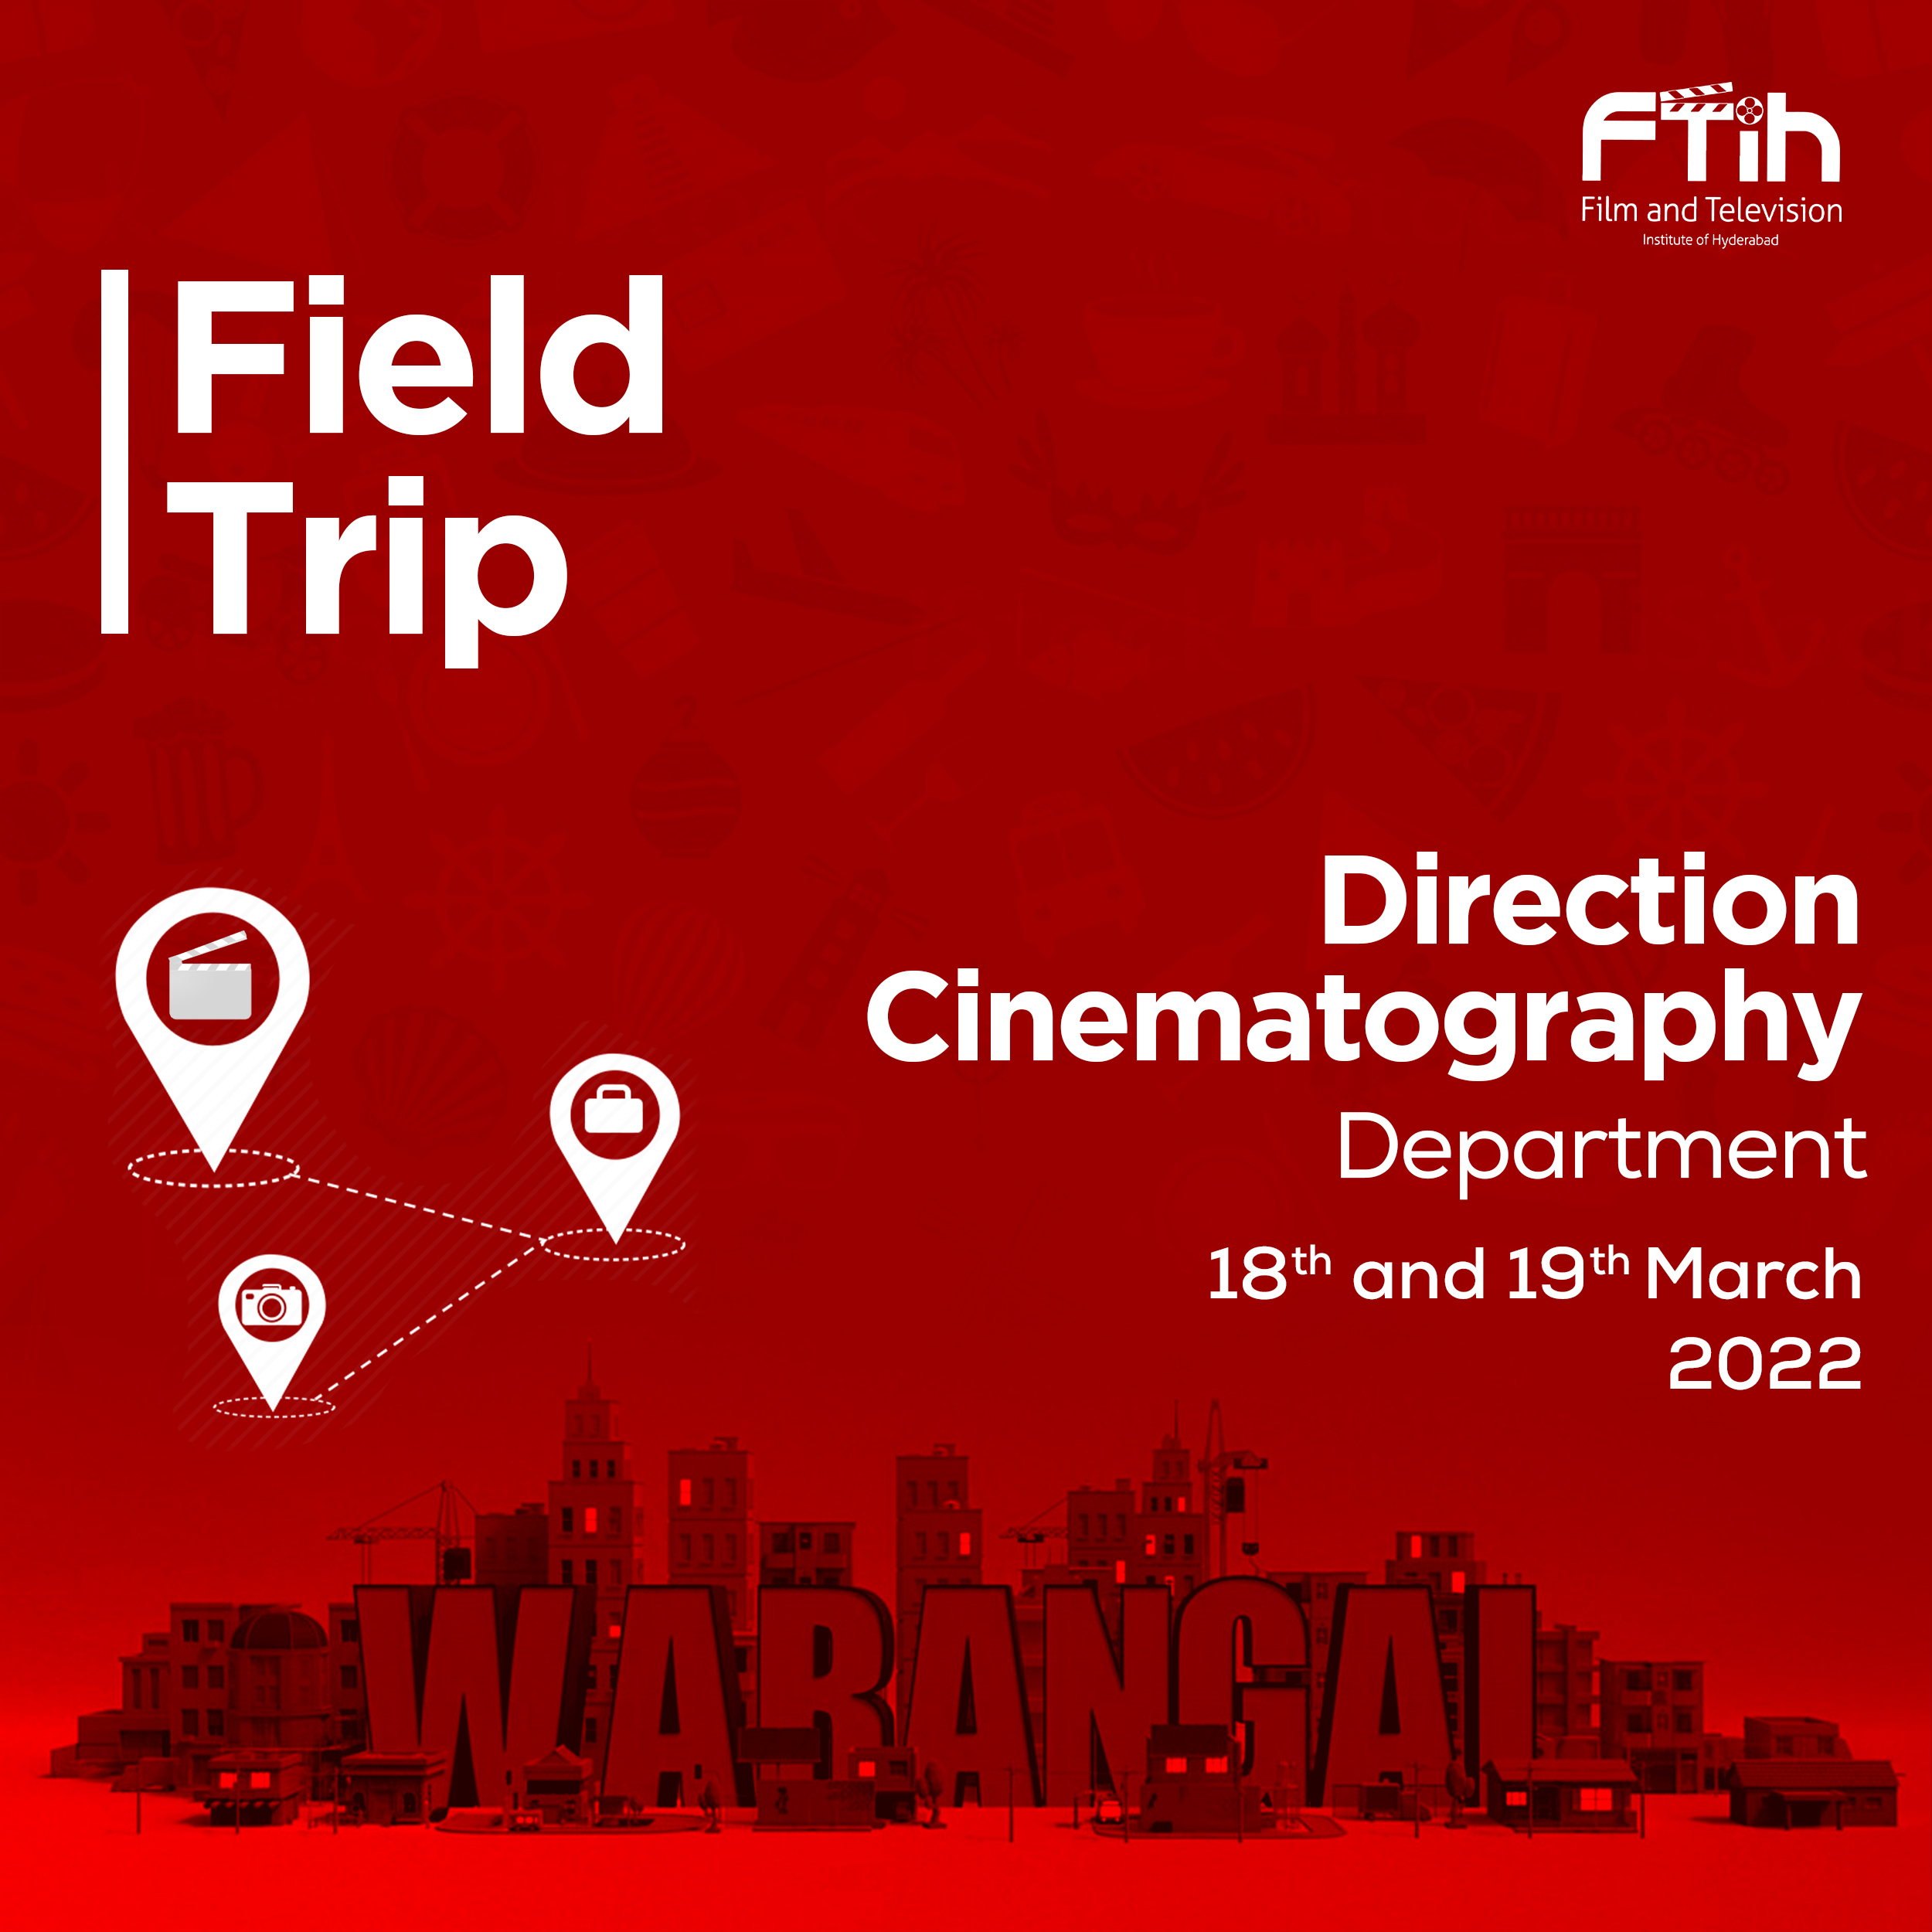 FTih
Film and Television
Institute of Hyderabad
Field
Trip
Direction
Cinematography
Department
18th and 19th March
2022
WARANGAL